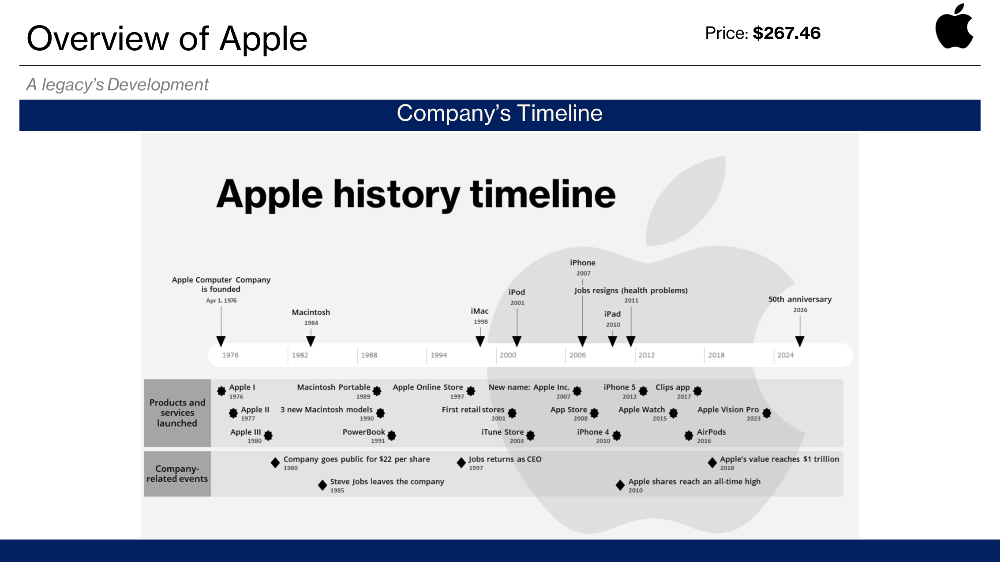 Overview of Apple
Price: $267.46
A legacy's Development
Company's Timeline
Apple history timeline
Apple Computer Company
is founded
Apr 1, 1976
Macintosh
1984
iMac
1998
iPod
2001
iPhone
2007
Jobs resigns (health problems)
2011
iPad
2010
50th anniversary
2026
1976 1982 1988 1994 2000 2006 2012 2018 2024
Products and
services
launched
Apple I
1976
Apple II
1977
Apple III
1980
Macintosh Portable
1989
3 new Macintosh models
1990
PowerBook
1991
Apple Online Store
1997
First retail stores
2001
iTune Store
2003
New name: Apple Inc.
2007
App Store
2008
iPhone 4
2010
iPhone 5
2012
Apple Watch
2015
Clips app
2017
AirPods
2016
Apple Vision Pro
2023
Company-
related events
Company goes public for $22 per share
1980
Steve Jobs leaves the company
1985
Jobs returns as CEO
1997
Apple shares reach an all-time high
2010
Apple's value reaches $1 trillion
2018